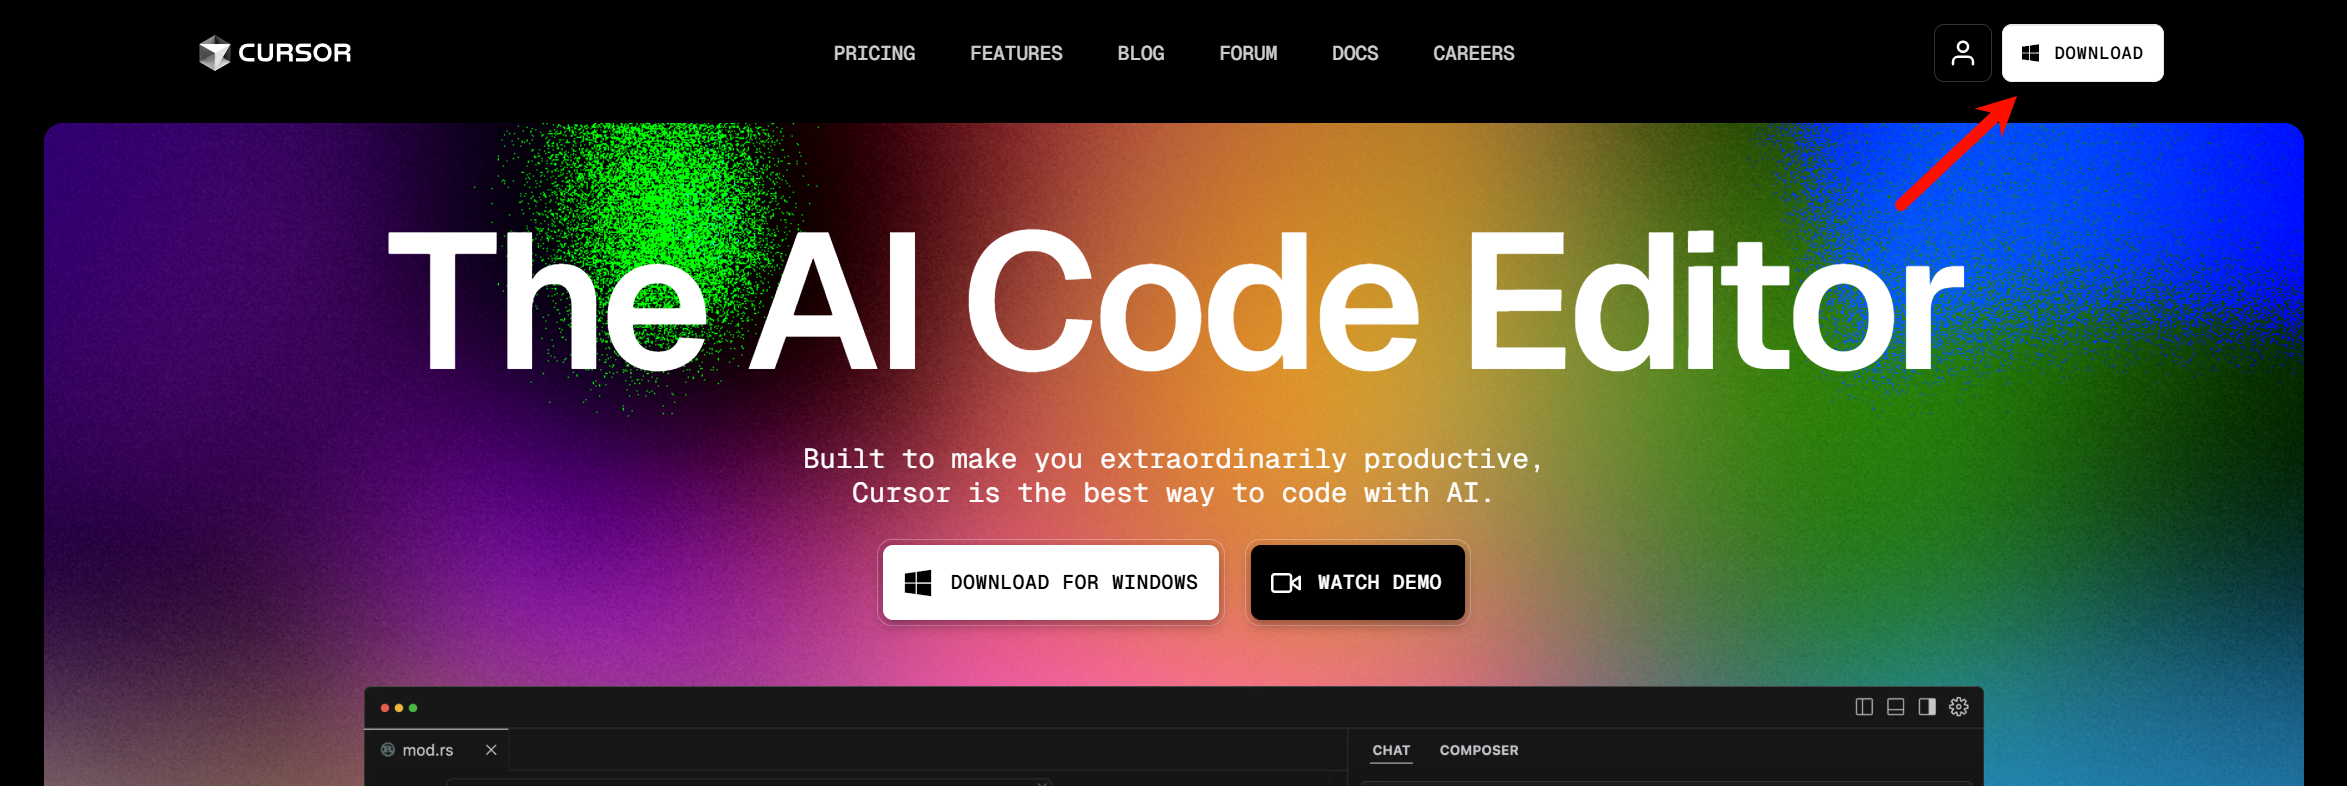 CURSOR
PRICING
FEATURES
BLOG
FORUM
DOCS
CAREERS
DOWNLOAD
The AI Code Editor
Built to make you extraordinarily productive,
Cursor is the best way to code with AI.
DOWNLOAD FOR WINDOWS
WATCH DEMO
mod.rs
CHAT
COMPOSER